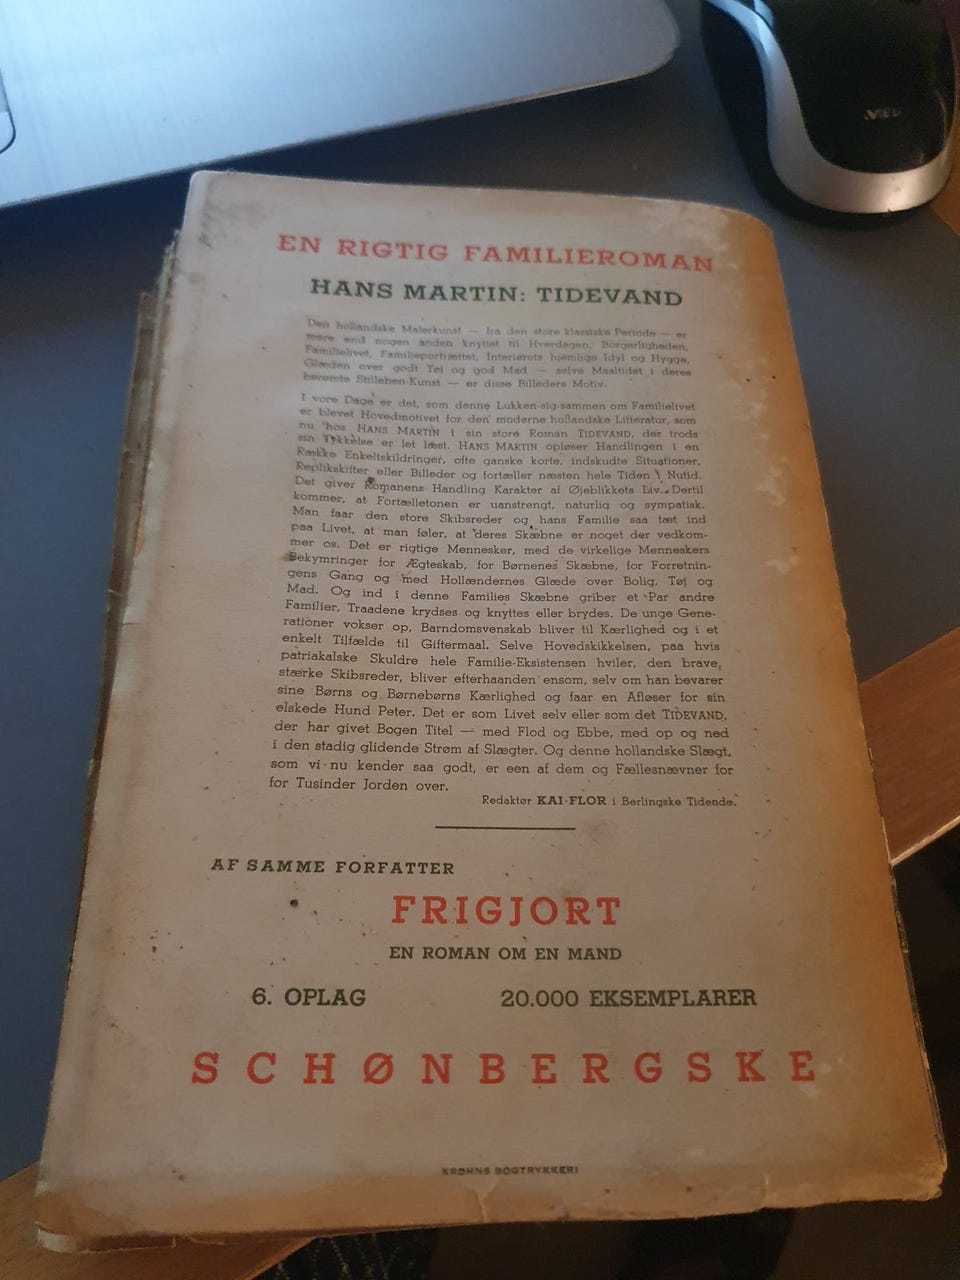 EN RIGTIG FAMILIEROMAN
HANS MARTIN: TIDEVAND
Den hollandske Malerkunst — fra den store klassiske Periode — er
mere end nogen anden knyttet til Hverdagen, Borgerligheden,
Familielivet, Familieportrættet, Interiørets hjemlige Idyl og Hygge,
Glæden over godt Tøj og god Mad — selve Maaltidet i deres
berømte Stilleben-Kunst — er disse Billeders Motiv.
I vore Dage er det, som denne Lukken-sig-sammen om Familielivet
er blevet Hovedmotivet for den moderne hollandske Litteratur, som
nu hos HANS MARTIN i sin store Roman TIDEVAND, der trods
sin Tykkelse er let læst. HANS MARTIN opløser Handlingen i en
Række Enkeltskildringer, ofte ganske korte, indskudte Situationer,
Replikskifter eller Billeder og fortæller næsten hele Tiden i Nutid.
Det giver Romanens Handling Karakter af Øjeblikkets Liv. Dertil
kommer, at Fortælletonen er uanstrengt, naturlig og sympatisk.
Man faar den store Skibsreder og hans Familie saa tæt ind
paa Livet, at man føler, at deres Skæbne er noget der vedkom-
mer os. Det er rigtige Mennesker, med de virkelige Menneskers
Bekymringer for Ægteskab, for Børnenes Skæbne, for Forretnin-
gens Gang og med Hollændernes Glæde over Bolig, Tøj og
Mad. Og ind i denne Families Skæbne griber et Par andre
Familier, Traadene krydses og knyttes eller brydes. De unge Gene-
rationer vokser op, Barndomsvenskab bliver til Kærlighed og i et
enkelt Tilfælde til Giftermaal. Selve Hovedskikkelsen, paa hvis
patriakalske Skuldre hele Familie-Eksistensen hviler, den brave,
stærke Skibsreder, bliver efterhaanden ensom, selv om han bevarer
sine Børns og Børnebørns Kærlighed og faar en Afløser for sin
elskede Hund Peter. Det er som Livet selv eller som det TIDEVAND,
der har givet Bogen Titel — med Flod og Ebbe, med op og ned
i den stadig glidende Strøm af Slægter. Og denne hollandske Slægt,
som vi nu kender saa godt, er een af dem og Fællesnævner for
for Tusinder Jorden over.
Redaktør KAI-FLOR i Berlingske Tidende.
AF SAMME FORFATTER
FRIGJORT
EN ROMAN OM EN MAND
6. OPLAG 20.000 EKSEMPLARER
SCHØNBERGSKE
KROHNS BOGTRYKKERI